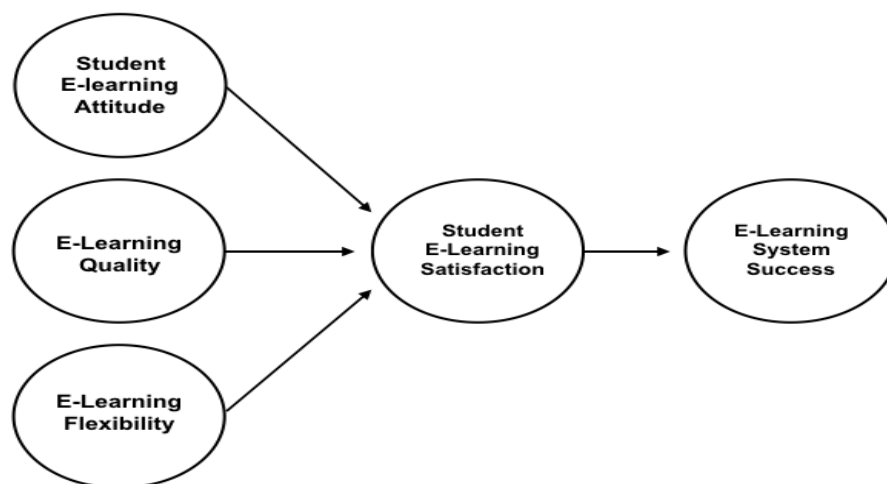 Student
E-learning
Attitude
E-Learning
Quality
E-Learning
Flexibility
Student
E-Learning
Satisfaction
E-Learning
System
Success